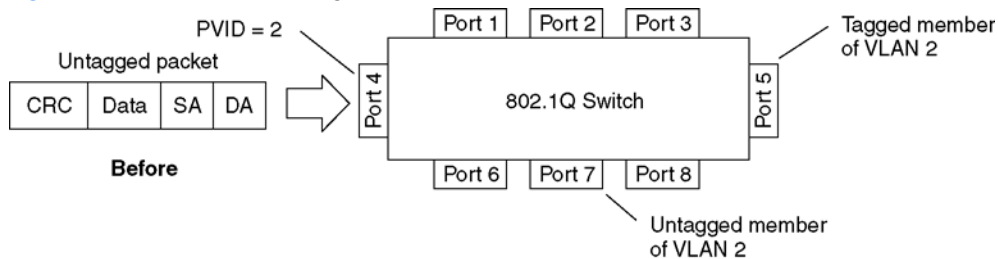 PVID = 2
Port 1
Port 2
Port 3
Tagged member
of VLAN 2
Untagged packet
CRC
Data
SA
DA
Port 4
802.1Q Switch
Port 5
Before
Port 6
Port 7
Port 8
Untagged member
of VLAN 2